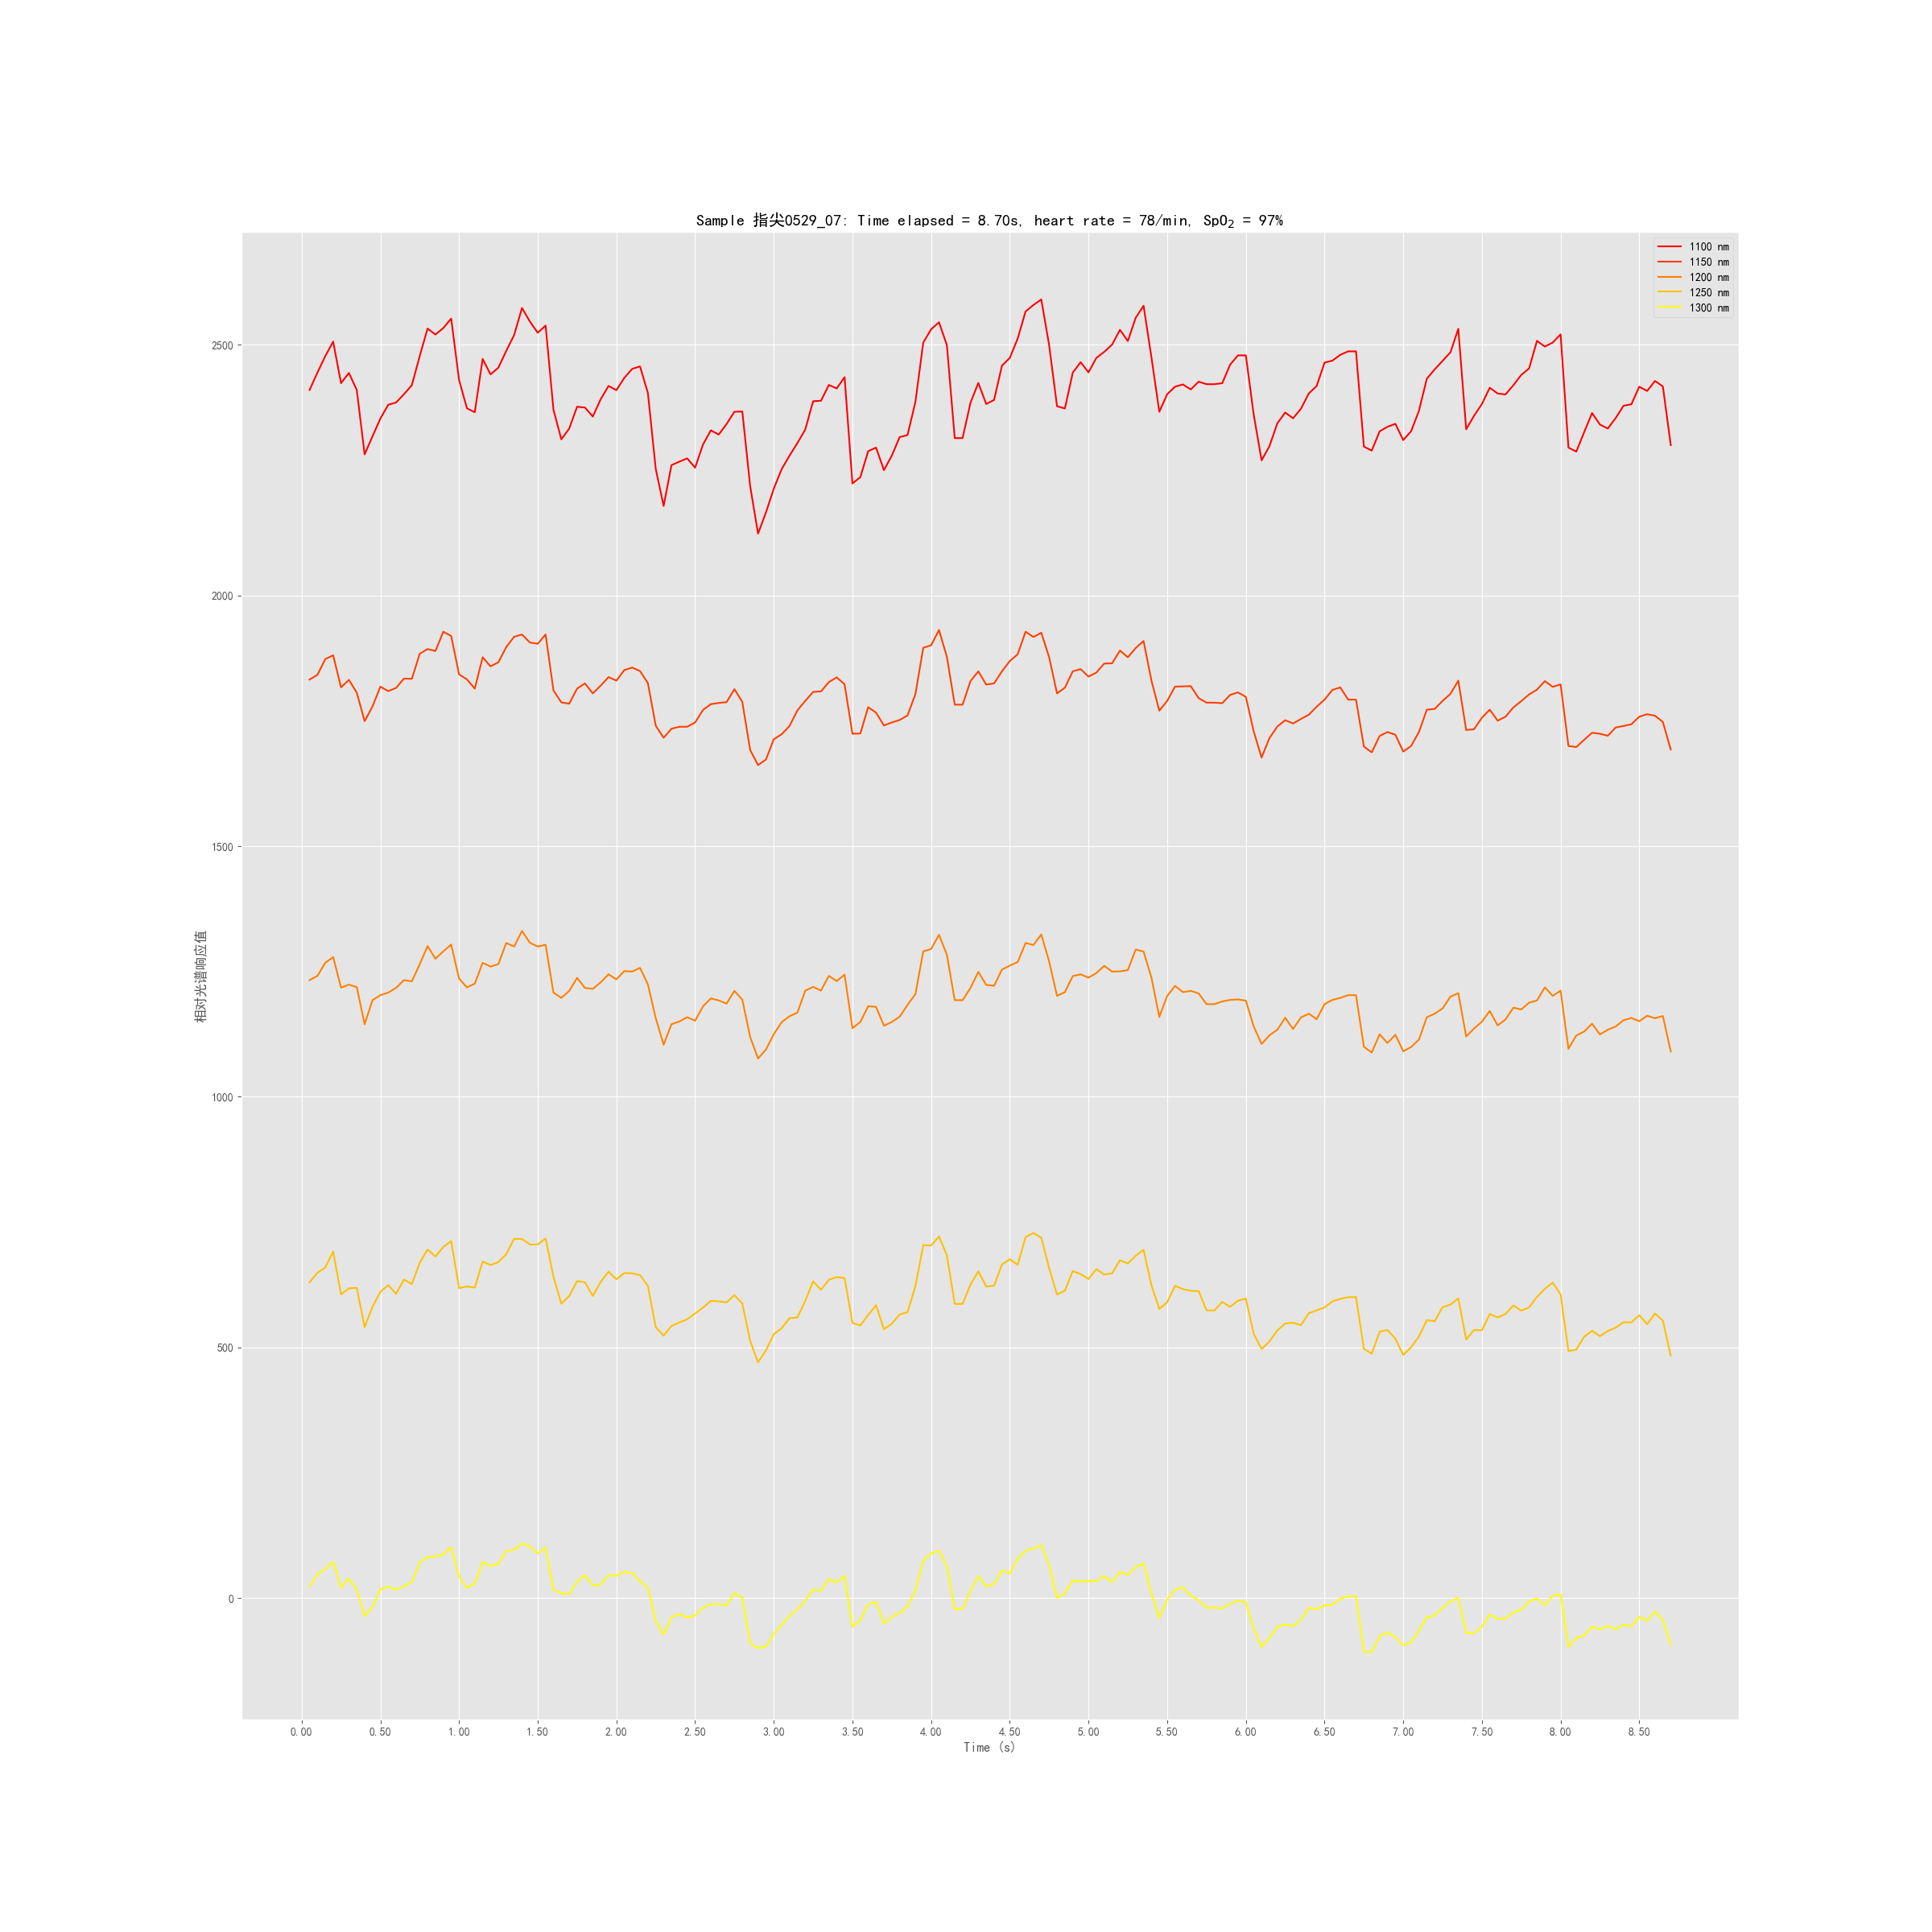 Sample 指尖0529_07: Time elapsed = 8.70s, heart rate = 78/min, SpO₂ = 97%
1100 nm
1150 nm
1200 nm
1250 nm
1300 nm
2500
2000
1500
1000
500
0
相对光谱响应值
0.00 0.50 1.00 1.50 2.00 2.50 3.00 3.50 4.00 4.50 5.00 5.50 6.00 6.50 7.00 7.50 8.00 8.50
Time (s)